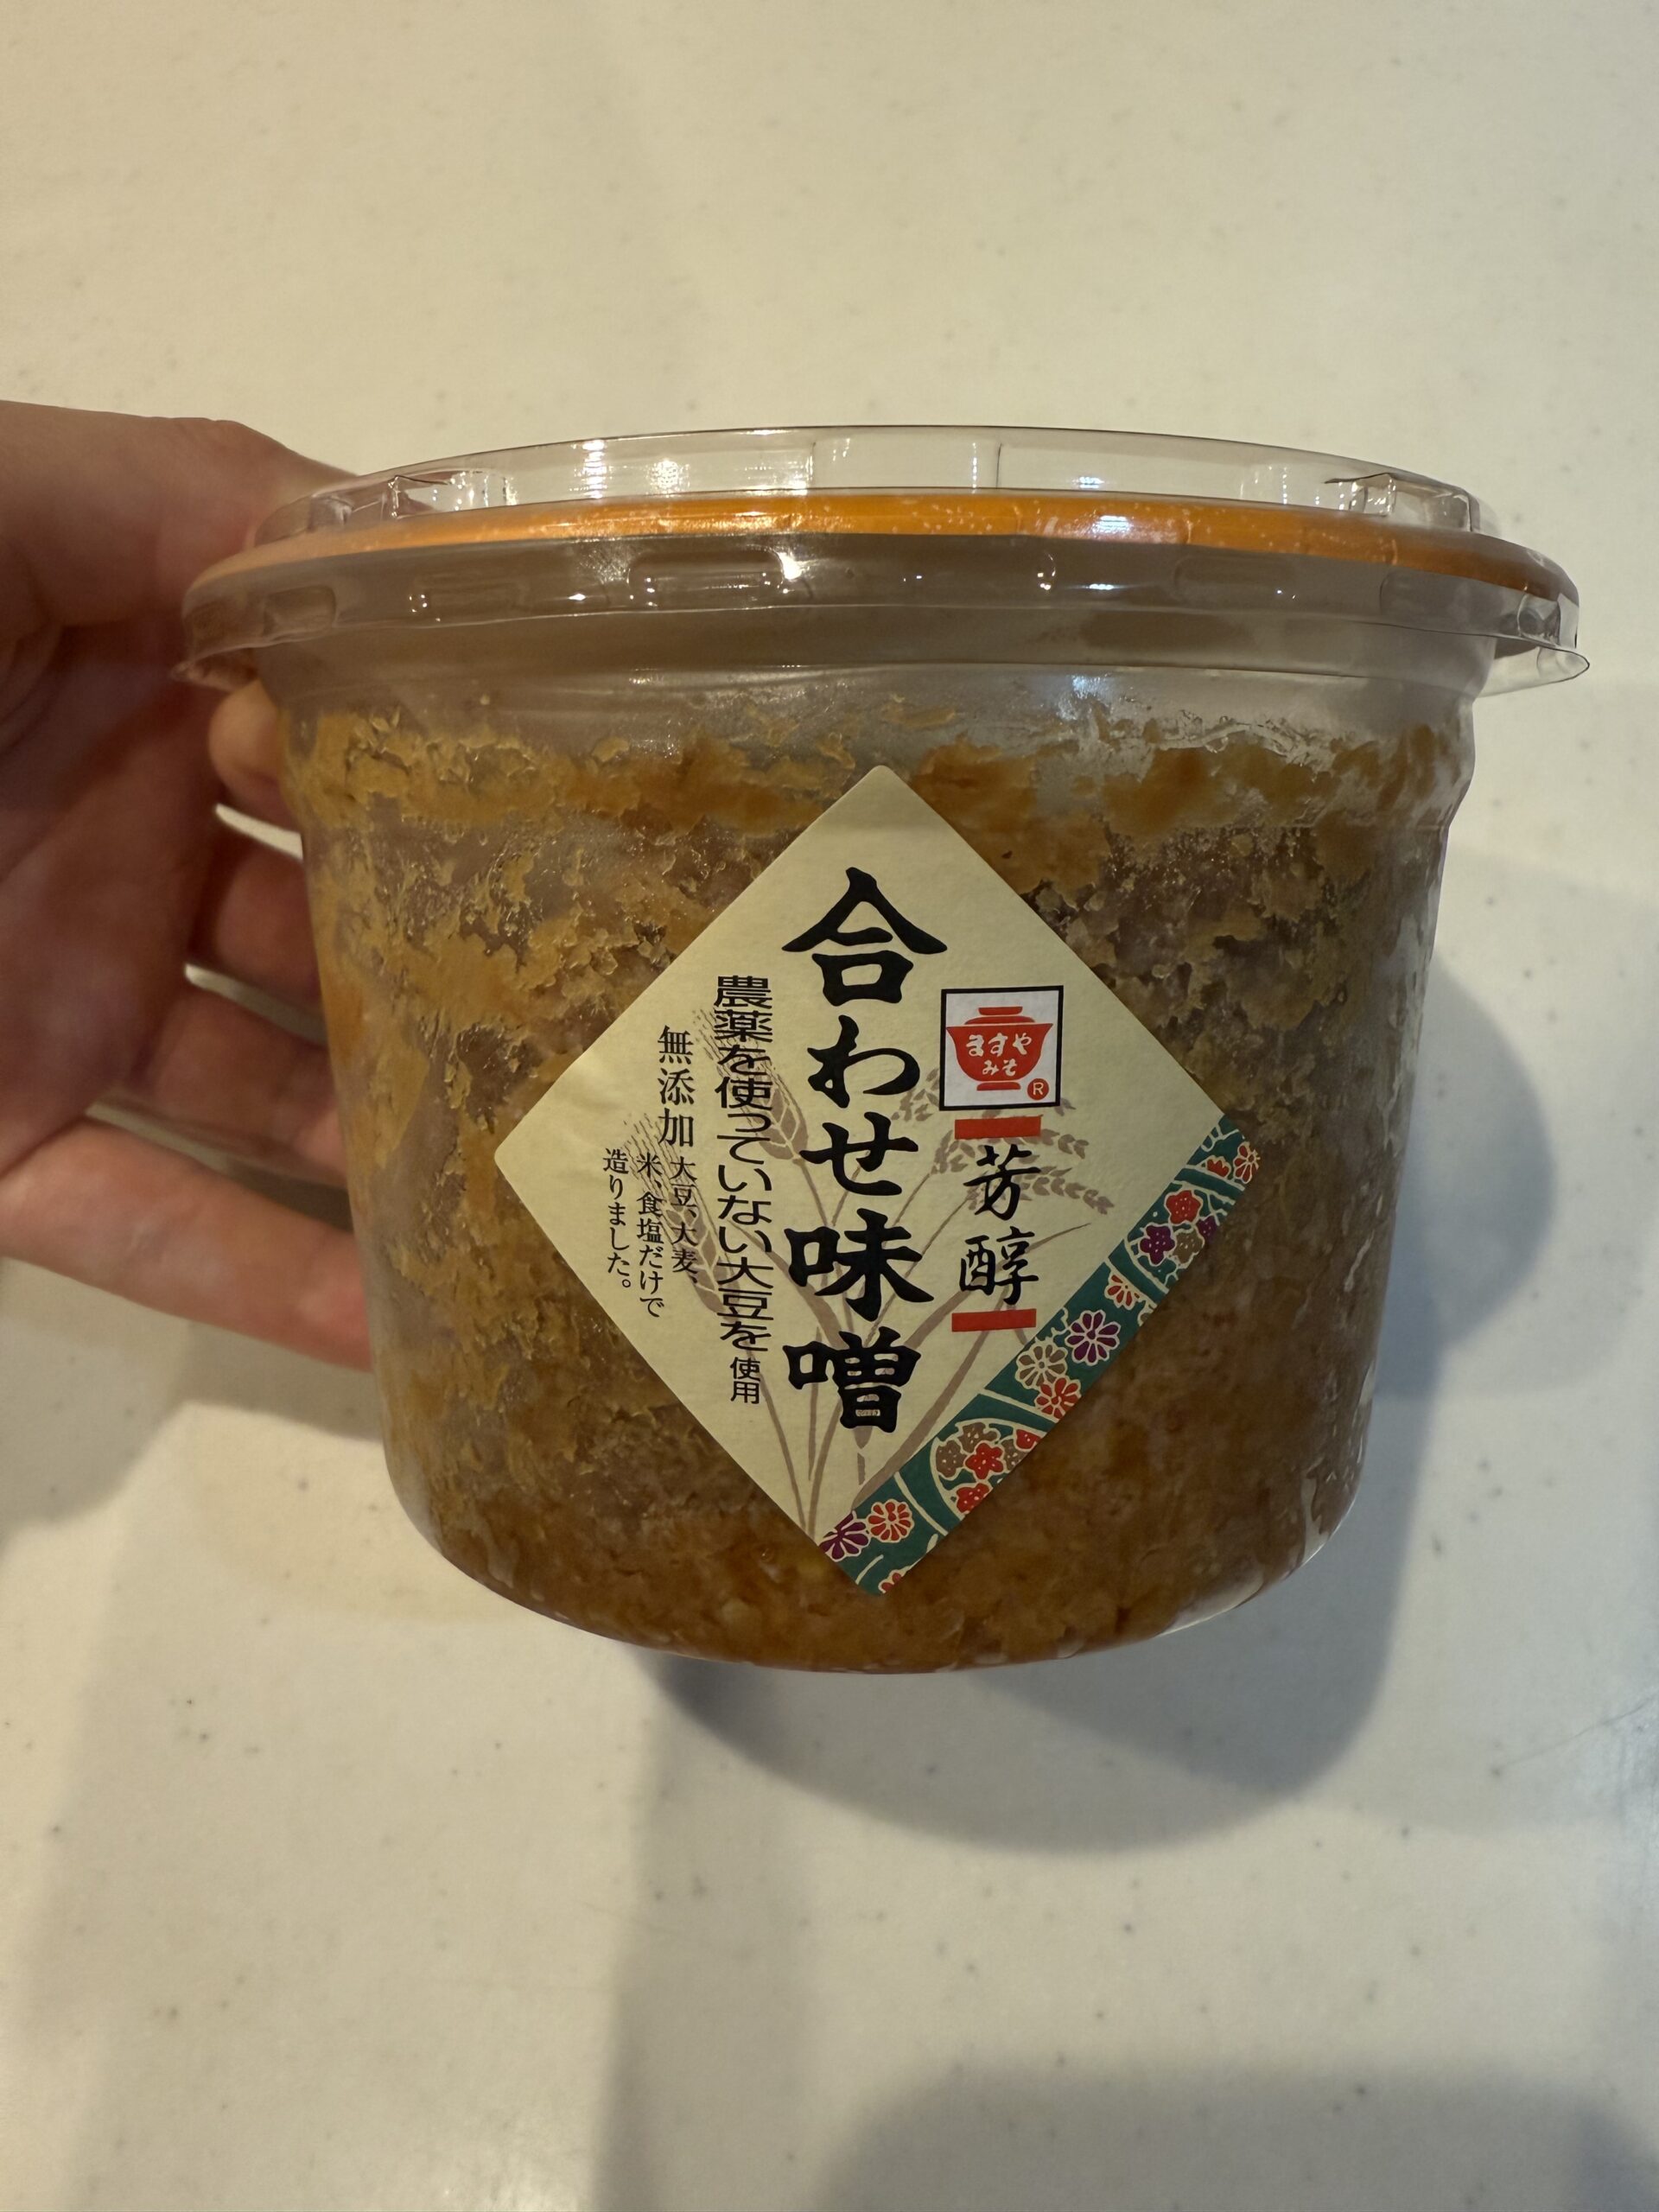 ますや
みそ
®
芳醇
合わせ味噌
農薬を使っていない大豆を使用
無添加
大豆、大麦、
米、食塩だけで
造りました。